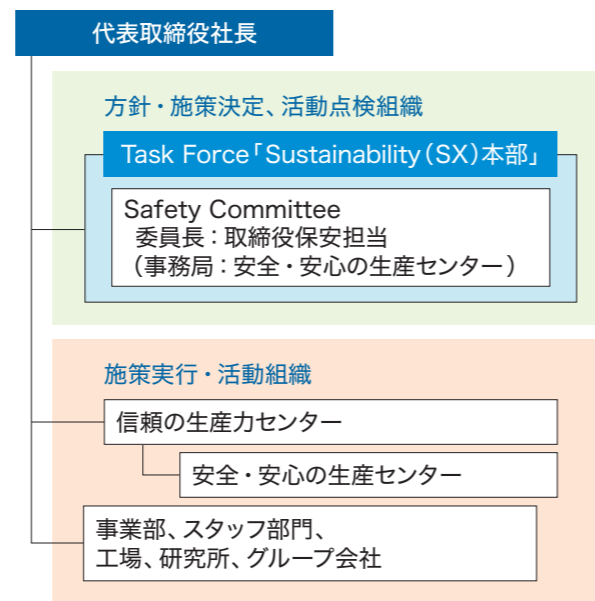 代表取締役社長
方針・施策決定、活動点検組織
Task Force「Sustainability(SX)本部」
Safety Committee
委員長：取締役保安担当
（事務局：安全・安心の生産センター）
施策実行・活動組織
信頼の生産力センター
安全・安心の生産センター
事業部、スタッフ部門、
工場、研究所、グループ会社